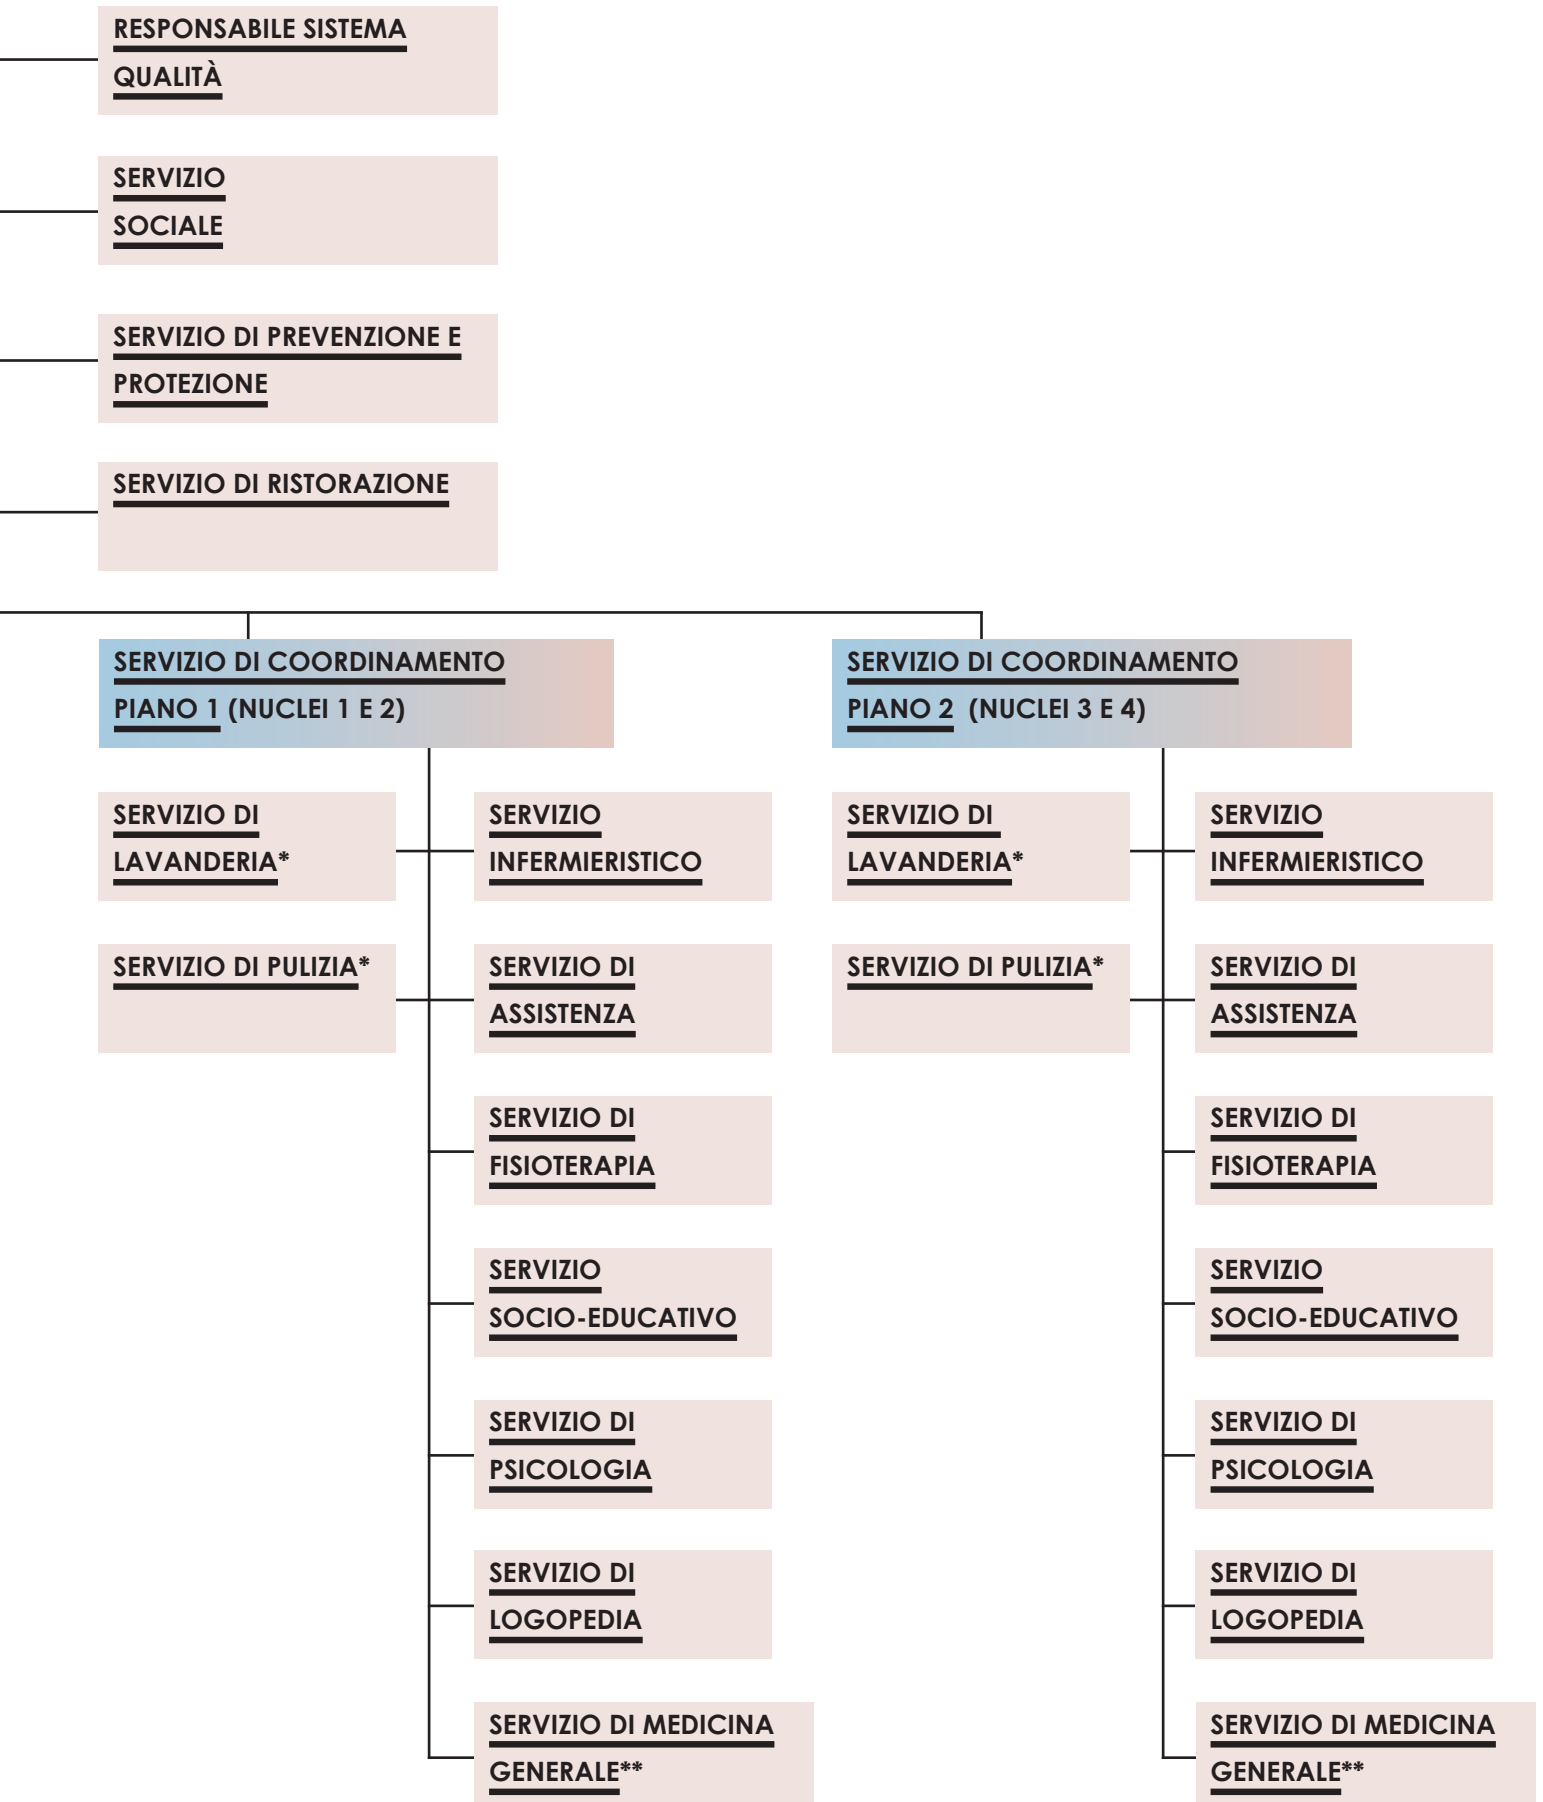 RESPONSABILE SISTEMA
QUALITÀ
SERVIZIO
SOCIALE
SERVIZIO DI PREVENZIONE E
PROTEZIONE
SERVIZIO DI RISTORAZIONE
SERVIZIO DI COORDINAMENTO
PIANO 1 (NUCLEI 1 E 2)
SERVIZIO DI
LAVANDERIA*
SERVIZIO
INFERMIERISTICO
SERVIZIO DI PULIZIA*
SERVIZIO DI
ASSISTENZA
SERVIZIO DI
FISIOTERAPIA
SERVIZIO
SOCIO-EDUCATIVO
SERVIZIO DI
PSICOLOGIA
SERVIZIO DI
LOGOPEDIA
SERVIZIO DI MEDICINA
GENERALE**
SERVIZIO DI COORDINAMENTO
PIANO 2 (NUCLEI 3 E 4)
SERVIZIO DI
LAVANDERIA*
SERVIZIO
INFERMIERISTICO
SERVIZIO DI PULIZIA*
SERVIZIO DI
ASSISTENZA
SERVIZIO DI
FISIOTERAPIA
SERVIZIO
SOCIO-EDUCATIVO
SERVIZIO DI
PSICOLOGIA
SERVIZIO DI
LOGOPEDIA
SERVIZIO DI MEDICINA
GENERALE**